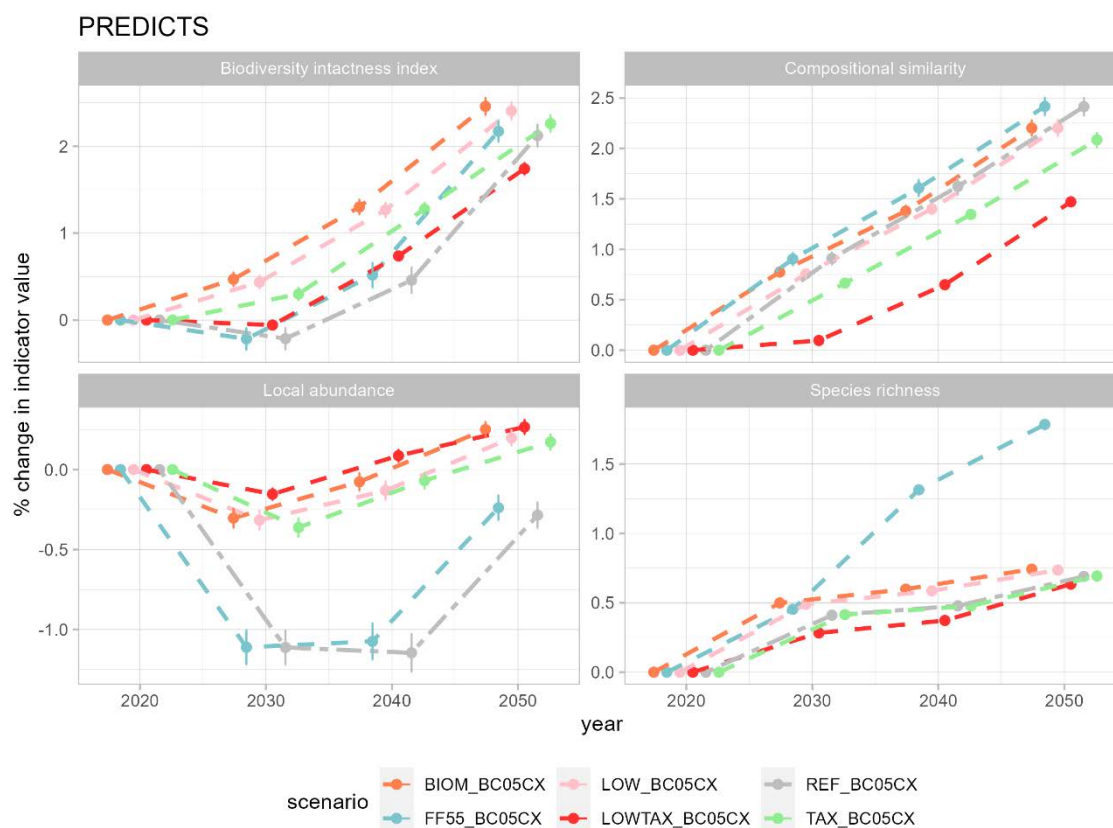 PREDICTS
Biodiversity intactness index
Compositional similarity
2
1
0
2.5
2.0
1.5
1.0
0.5
0.0
% change in indicator value
Local abundance
Species richness
0.0
-0.5
-1.0
1.5
1.0
0.5
0.0
2020 2030 2040 2050
2020 2030 2040 2050
year
scenario
BIOM_BC05CX LOW_BC05CX REF_BC05CX
FF55_BC05CX LOWTAX_BC05CX TAX_BC05CX